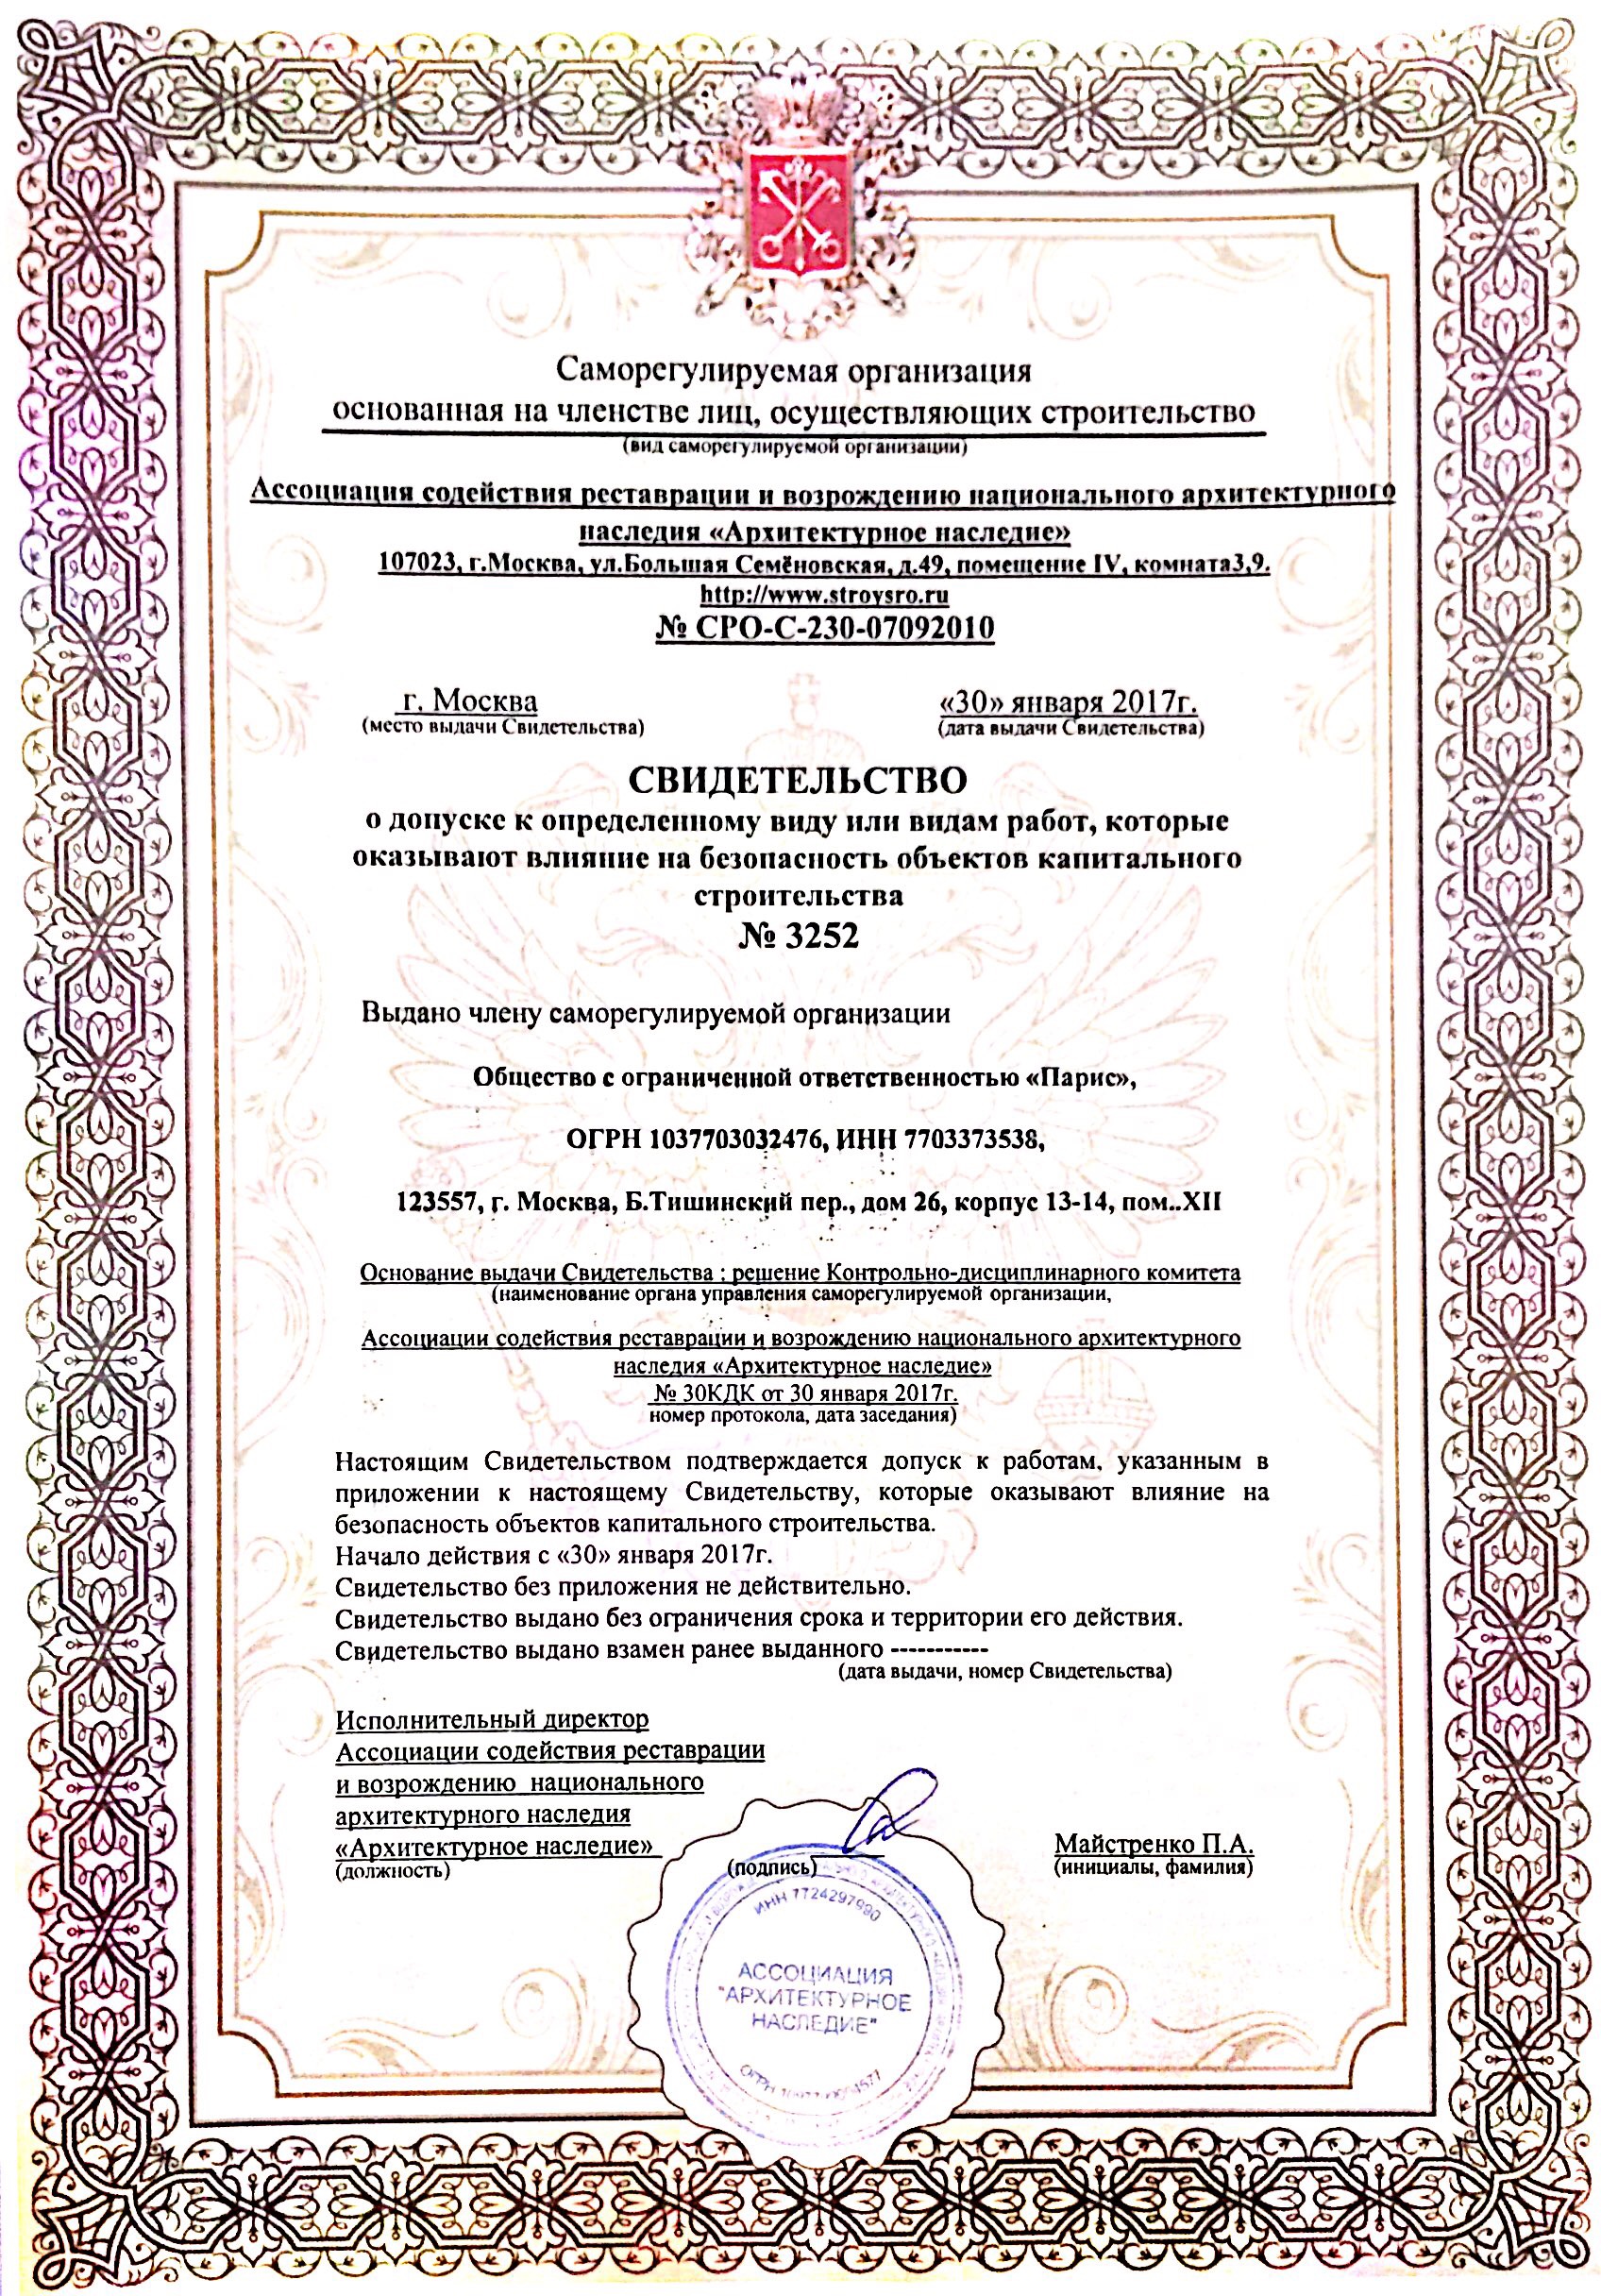 Саморегулируемая организация
основанная на членстве лиц, осуществляющих строительство
(вид саморегулируемой организации)
Ассоциация содействия реставрации и возрождению национального архитектурного
наследия «Архитектурное наследие»
107023, г.Москва, ул.Большая Семёновская, д.49, помещение IV, комната3,9.
http://www.stroysro.ru
№ СРО-С-230-07092010
г. Москва «30» января 2017г.
(место выдачи Свидетельства) (дата выдачи Свидетельства)
СВИДЕТЕЛЬСТВО
о допуске к определенному виду или видам работ, которые
оказывают влияние на безопасность объектов капитального
строительства
№ 3252
Выдано члену саморегулируемой организации
Общество с ограниченной ответственностью «Парис»,
ОГРН 1037703032476, ИНН 7703373538,
123557, г. Москва, Б.Тишинский пер., дом 26, корпус 13-14, пом..XII
Основание выдачи Свидетельства : решение Контрольно-дисциплинарного комитета
(наименование органа управления саморегулируемой организации,
Ассоциации содействия реставрации и возрождению национального архитектурного
наследия «Архитектурное наследие»
№ 30КДК от 30 января 2017г.
номер протокола, дата заседания)
Настоящим Свидетельством подтверждается допуск к работам, указанным в
приложении к настоящему Свидетельству, которые оказывают влияние на
безопасность объектов капитального строительства.
Начало действия с «30» января 2017г.
Свидетельство без приложения не действительно.
Свидетельство выдано без ограничения срока и территории его действия.
Свидетельство выдано взамен ранее выданного -----------
(дата выдачи, номер Свидетельства)
Исполнительный директор
Ассоциации содействия реставрации
и возрождению национального
архитектурного наследия
«Архитектурное наследие» Майстренко П.А.
(должность) (подпись) (инициалы, фамилия)
ИНН 7724297990
АССОЦИАЦИЯ
"АРХИТЕКТУРНОЕ
НАСЛЕДИЕ"
ОГРН